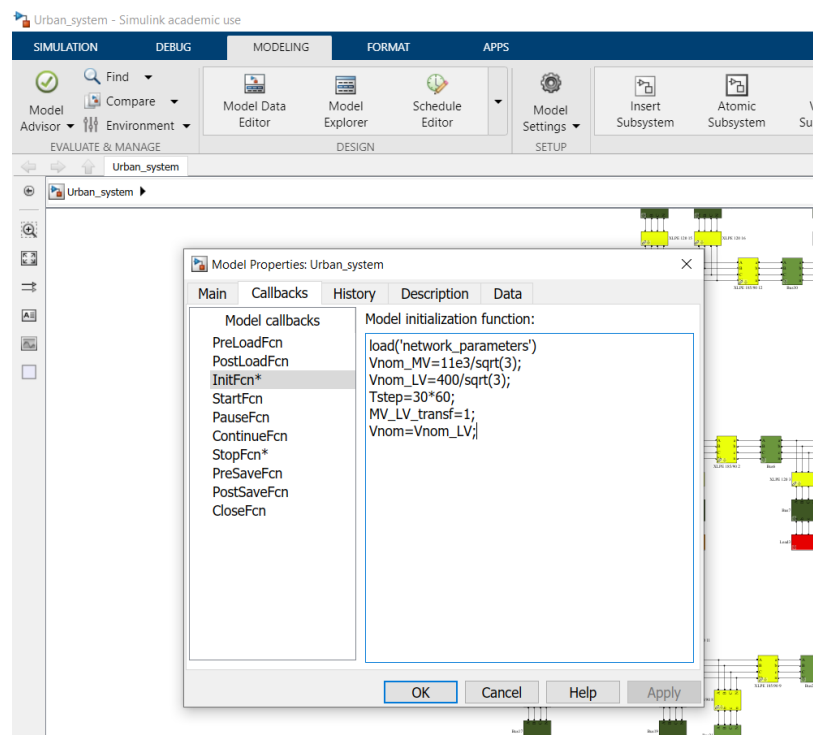 Urban_system - Simulink academic use
SIMULATION DEBUG MODELING FORMAT APPS
Model Advisor
Find
Compare
Environment
EVALUATE & MANAGE
Model Data Editor
Model Explorer
Schedule Editor
DESIGN
Model Settings
SETUP
Insert Subsystem
Atomic Subsystem
Urban_system
Urban_system
Model Properties: Urban_system
Main Callbacks History Description Data
Model callbacks
PreLoadFcn
PostLoadFcn
InitFcn*
StartFcn
PauseFcn
ContinueFcn
StopFcn*
PreSaveFcn
PostSaveFcn
CloseFcn
Model initialization function:
load('network_parameters')
Vnom_MV=11e3/sqrt(3);
Vnom_LV=400/sqrt(3);
Tstep=30*60;
MV_LV_transf=1;
Vnom=Vnom_LV;
OK Cancel Help Apply